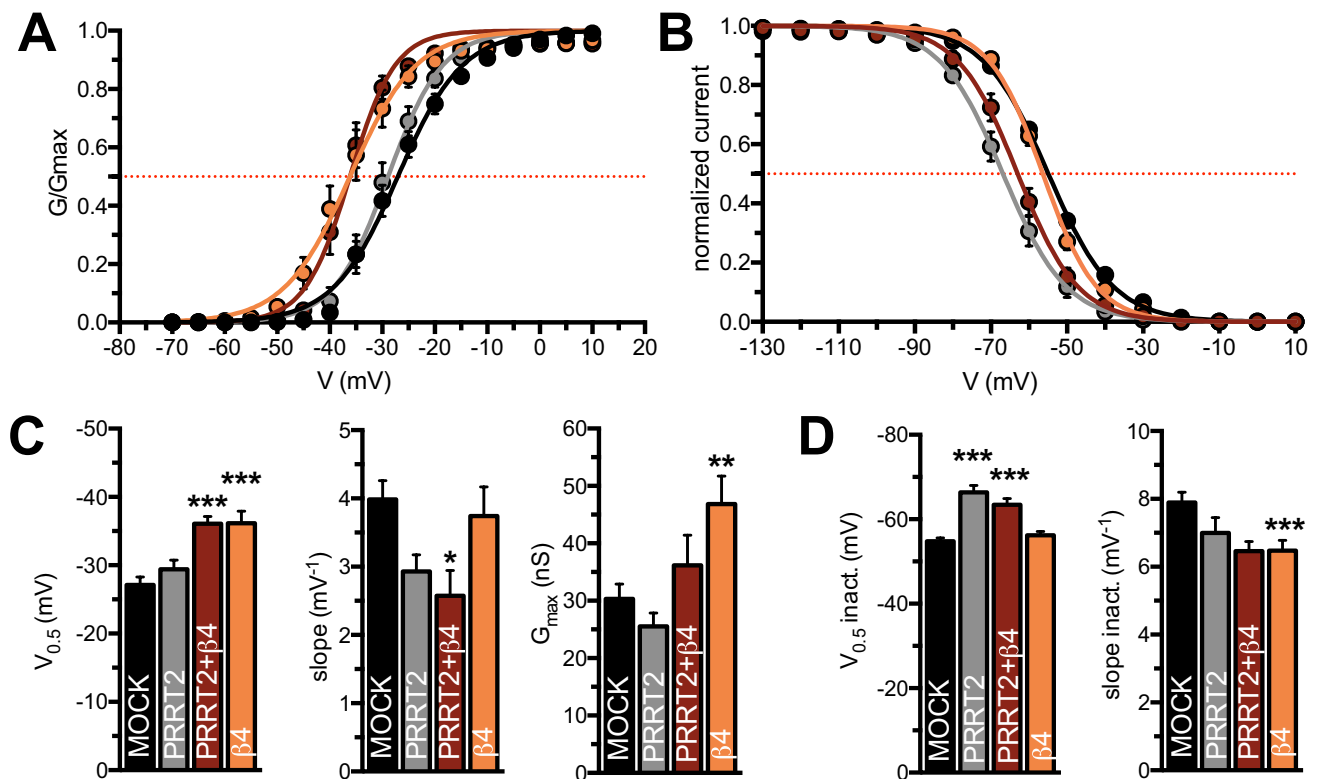 A
G/Gmax
1.0
0.8
0.6
0.4
0.2
0.0
-80 -70 -60 -50 -40 -30 -20 -10 0 10 20
V (mV)
B
normalized current
1.0
0.8
0.6
0.4
0.2
0.0
-130 -110 -90 -70 -50 -30 -10 10
V (mV)
C
V0.5 (mV)
-50
-40
-30
-20
-10
0
*** ***
MOCK
PRRT2
PRRT2+β4
β4
slope (mV-1)
5
4
3
2
1
0
*
MOCK
PRRT2
PRRT2+β4
β4
Gmax (nS)
60
50
40
30
20
10
0
**
MOCK
PRRT2
PRRT2+β4
β4
D
V0.5 inact. (mV)
-80
-60
-40
-20
0
*** ***
MOCK
PRRT2
PRRT2+β4
β4
slope inact. (mV-1)
10
8
6
4
2
0
***
MOCK
PRRT2
PRRT2+β4
β4